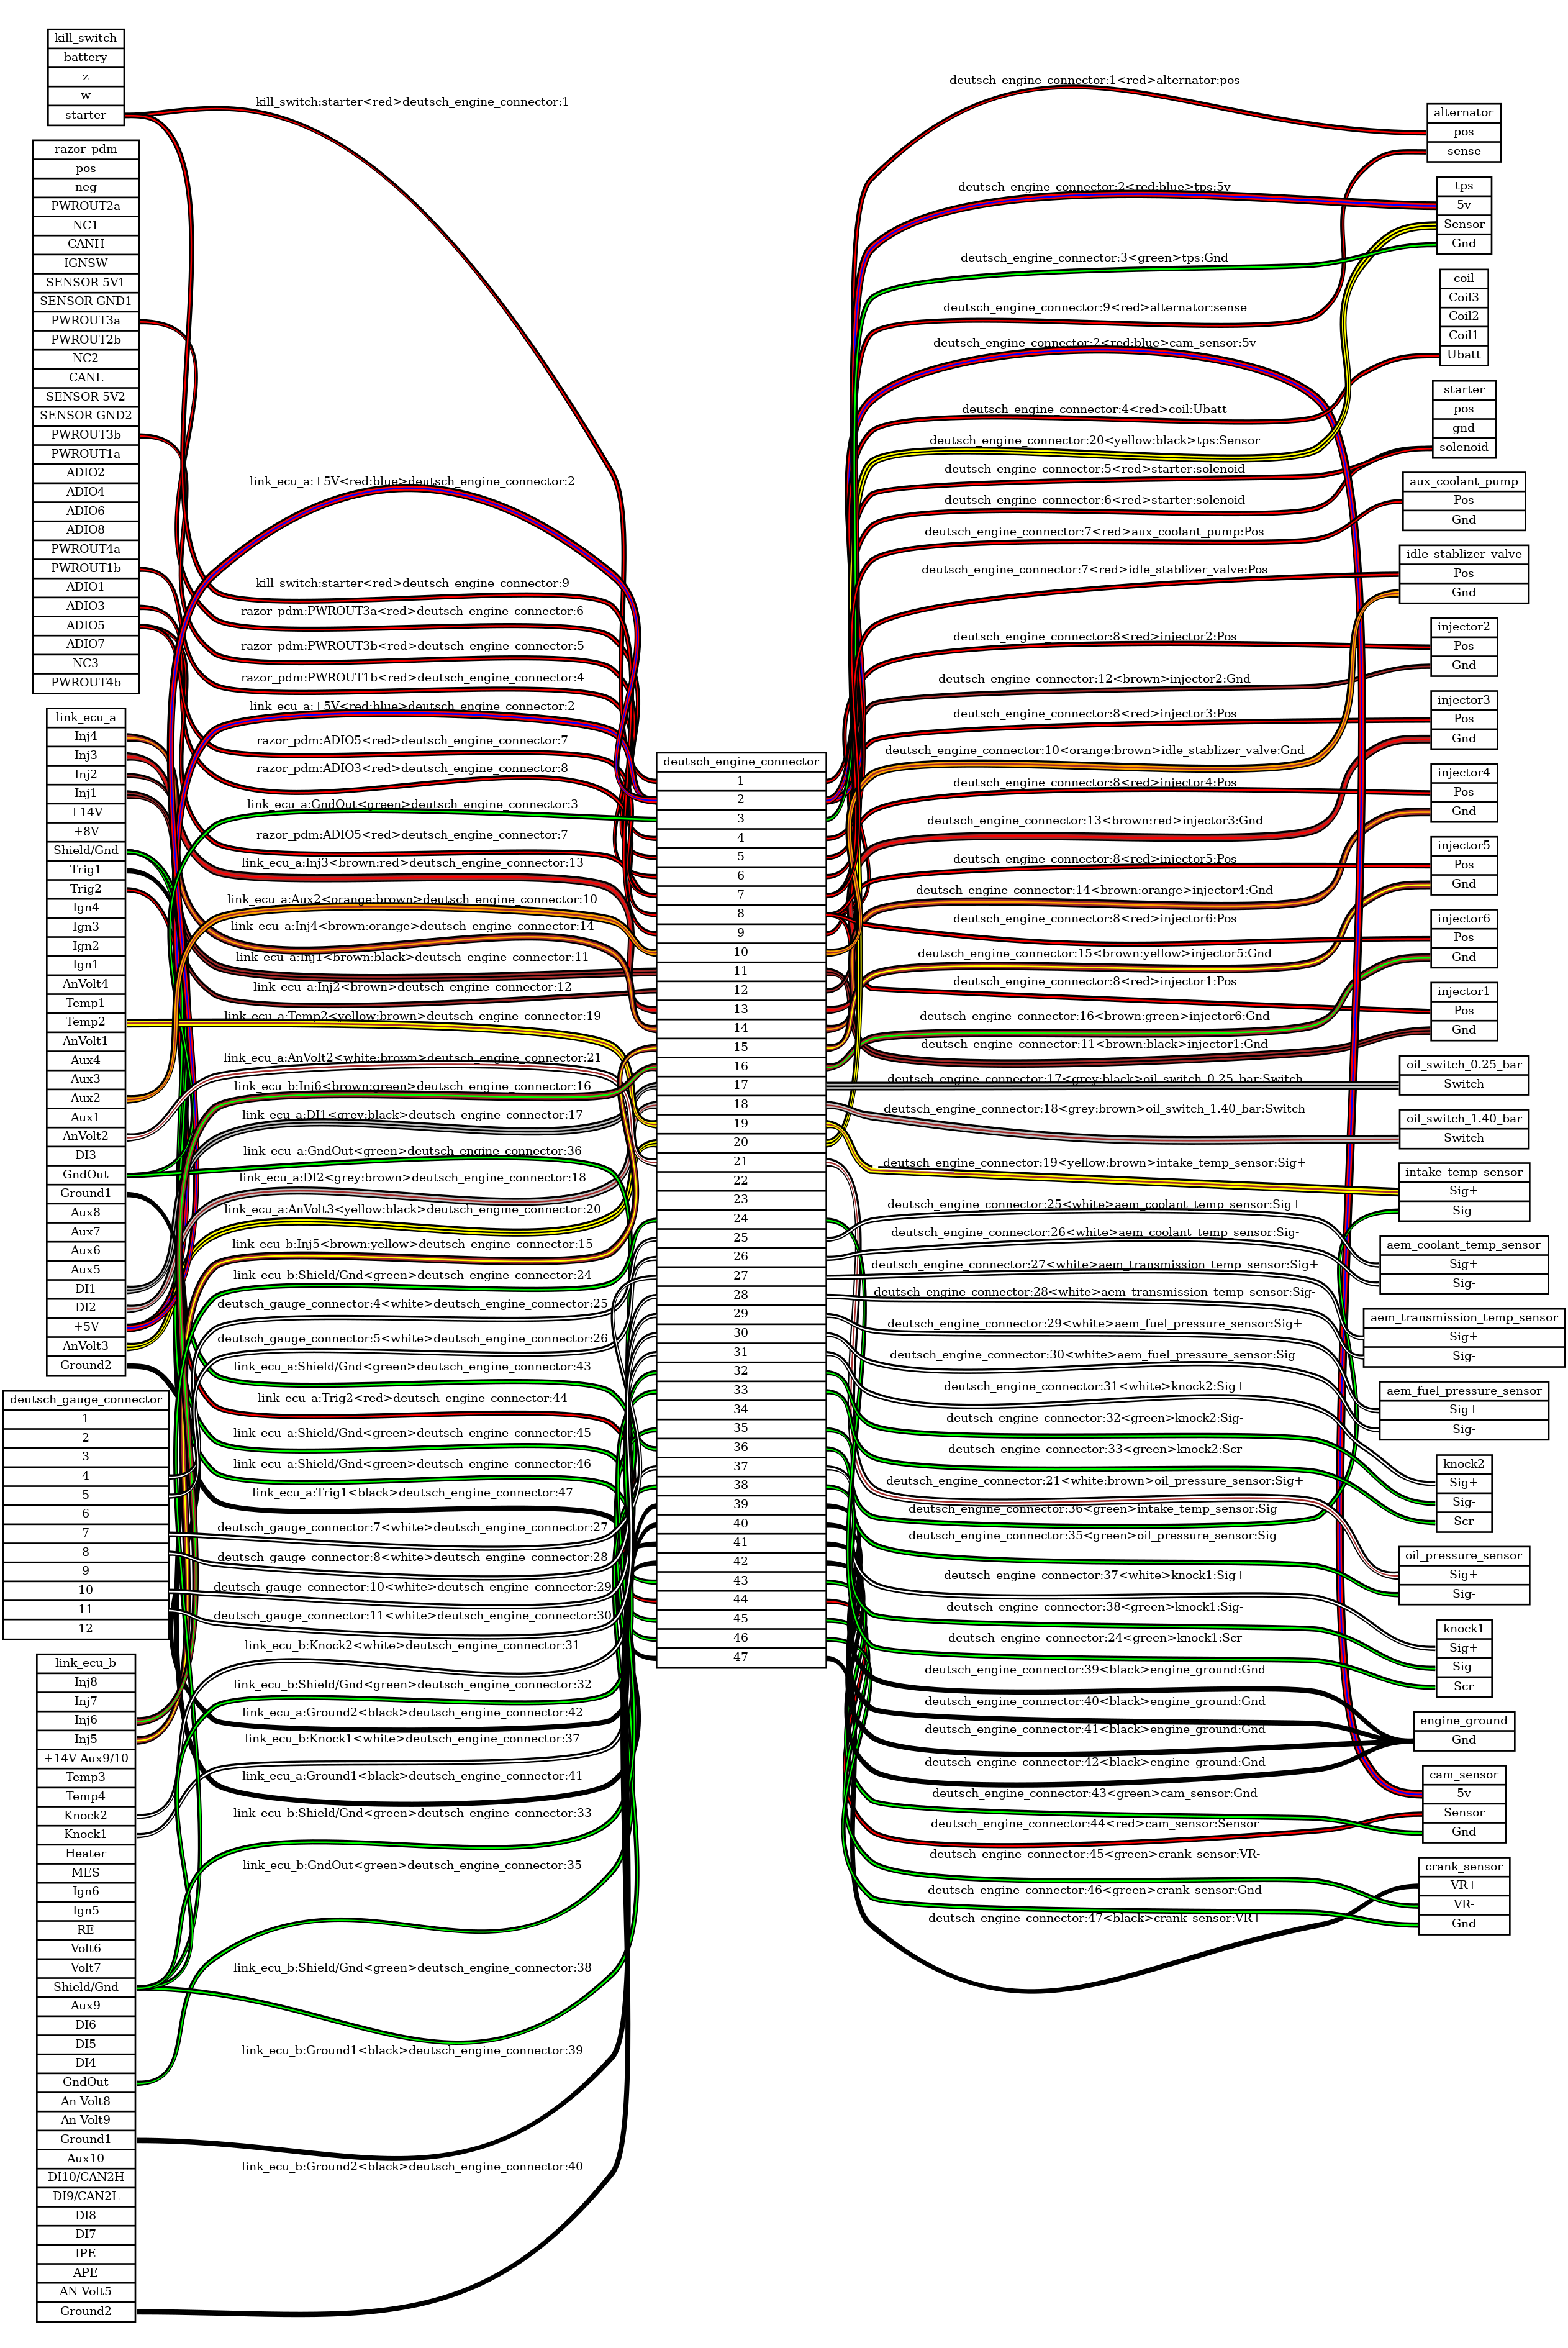 kill_switch
battery
z
w
starter
razor_pdm
pos
neg
PWROUT2a
NC1
CANH
IGNSW
SENSOR 5V1
SENSOR GND1
PWROUT3a
PWROUT2b
NC2
CANL
SENSOR 5V2
SENSOR GND2
PWROUT3b
PWROUT1a
ADIO2
ADIO4
ADIO6
ADIO8
PWROUT4a
PWROUT1b
ADIO1
ADIO3
ADIO5
ADIO7
NC3
PWROUT4b
link_ecu_a
Inj4
Inj3
Inj2
Inj1
+14V
+8V
Shield/Gnd
Trig1
Trig2
Ign4
Ign3
Ign2
Ign1
AnVolt4
Temp1
Temp2
AnVolt1
Aux4
Aux3
Aux2
Aux1
AnVolt2
DI3
GndOut
Ground1
Aux8
Aux7
Aux6
Aux5
DI1
DI2
+5V
AnVolt3
Ground2
deutsch_gauge_connector
1
2
3
4
5
6
7
8
9
10
11
12
link_ecu_b
Inj8
Inj7
Inj6
Inj5
+14V Aux9/10
Temp3
Temp4
Knock2
Knock1
Heater
MES
Ign6
Ign5
RE
Volt6
Volt7
Shield/Gnd
Aux9
DI6
DI5
DI4
GndOut
An Volt8
An Volt9
Ground1
Aux10
DI10/CAN2H
DI9/CAN2L
DI8
DI7
IPE
APE
AN Volt5
Ground2
kill_switch:starter<red>deutsch_engine_connector:1
link_ecu_a:+5V<red:blue>deutsch_engine_connector:2
kill_switch:starter<red>deutsch_engine_connector:9
razor_pdm:PWROUT3a<red>deutsch_engine_connector:6
razor_pdm:PWROUT3b<red>deutsch_engine_connector:5
razor_pdm:PWROUT1b<red>deutsch_engine_connector:4
link_ecu_a:+5V<red:blue>deutsch_engine_connector:2
razor_pdm:ADIO5<red>deutsch_engine_connector:7
razor_pdm:ADIO3<red>deutsch_engine_connector:8
link_ecu_a:GndOut<green>deutsch_engine_connector:3
razor_pdm:ADIO5<red>deutsch_engine_connector:7
link_ecu_a:Inj3<brown:red>deutsch_engine_connector:13
link_ecu_a:Aux2<orange:brown>deutsch_engine_connector:10
link_ecu_a:Inj4<brown:orange>deutsch_engine_connector:14
link_ecu_a:Inj1<brown:black>deutsch_engine_connector:11
link_ecu_a:Inj2<brown>deutsch_engine_connector:12
link_ecu_a:Temp2<yellow:brown>deutsch_engine_connector:19
link_ecu_a:AnVolt2<white:brown>deutsch_engine_connector:21
link_ecu_b:Inj6<brown:green>deutsch_engine_connector:16
link_ecu_a:DI1<grey:black>deutsch_engine_connector:17
link_ecu_a:GndOut<green>deutsch_engine_connector:36
link_ecu_a:DI2<grey:brown>deutsch_engine_connector:18
link_ecu_a:AnVolt3<yellow:black>deutsch_engine_connector:20
link_ecu_b:Inj5<brown:yellow>deutsch_engine_connector:15
link_ecu_b:Shield/Gnd<green>deutsch_engine_connector:24
deutsch_gauge_connector:4<white>deutsch_engine_connector:25
deutsch_gauge_connector:5<white>deutsch_engine_connector:26
link_ecu_a:Shield/Gnd<green>deutsch_engine_connector:43
link_ecu_a:Trig2<red>deutsch_engine_connector:44
link_ecu_a:Shield/Gnd<green>deutsch_engine_connector:45
link_ecu_a:Shield/Gnd<green>deutsch_engine_connector:46
link_ecu_a:Trig1<black>deutsch_engine_connector:47
deutsch_gauge_connector:7<white>deutsch_engine_connector:27
deutsch_gauge_connector:8<white>deutsch_engine_connector:28
deutsch_gauge_connector:10<white>deutsch_engine_connector:29
deutsch_gauge_connector:11<white>deutsch_engine_connector:30
link_ecu_b:Knock2<white>deutsch_engine_connector:31
link_ecu_b:Shield/Gnd<green>deutsch_engine_connector:32
link_ecu_a:Ground2<black>deutsch_engine_connector:42
link_ecu_b:Knock1<white>deutsch_engine_connector:37
link_ecu_a:Ground1<black>deutsch_engine_connector:41
link_ecu_b:Shield/Gnd<green>deutsch_engine_connector:33
link_ecu_b:GndOut<green>deutsch_engine_connector:35
link_ecu_b:Shield/Gnd<green>deutsch_engine_connector:38
link_ecu_b:Ground1<black>deutsch_engine_connector:39
link_ecu_b:Ground2<black>deutsch_engine_connector:40
deutsch_engine_connector
1
2
3
4
5
6
7
8
9
10
11
12
13
14
15
16
17
18
19
20
21
22
23
24
25
26
27
28
29
30
31
32
33
34
35
36
37
38
39
40
41
42
43
44
45
46
47
deutsch_engine_connector:1<red>alternator:pos
deutsch_engine_connector:2<red:blue>tps:5v
deutsch_engine_connector:3<green>tps:Gnd
deutsch_engine_connector:9<red>alternator:sense
deutsch_engine_connector:2<red:blue>cam_sensor:5v
deutsch_engine_connector:4<red>coil:Ubatt
deutsch_engine_connector:20<yellow:black>tps:Sensor
deutsch_engine_connector:5<red>starter:solenoid
deutsch_engine_connector:6<red>starter:solenoid
deutsch_engine_connector:7<red>aux_coolant_pump:Pos
deutsch_engine_connector:7<red>idle_stablizer_valve:Pos
deutsch_engine_connector:8<red>injector2:Pos
deutsch_engine_connector:12<brown>injector2:Gnd
deutsch_engine_connector:8<red>injector3:Pos
deutsch_engine_connector:10<orange:brown>idle_stablizer_valve:Gnd
deutsch_engine_connector:8<red>injector4:Pos
deutsch_engine_connector:13<brown:red>injector3:Gnd
deutsch_engine_connector:8<red>injector5:Pos
deutsch_engine_connector:14<brown:orange>injector4:Gnd
deutsch_engine_connector:8<red>injector6:Pos
deutsch_engine_connector:15<brown:yellow>injector5:Gnd
deutsch_engine_connector:8<red>injector1:Pos
deutsch_engine_connector:16<brown:green>injector6:Gnd
deutsch_engine_connector:11<brown:black>injector1:Gnd
deutsch_engine_connector:17<grey:black>oil_switch_0.25_bar:Switch
deutsch_engine_connector:18<grey:brown>oil_switch_1.40_bar:Switch
deutsch_engine_connector:19<yellow:brown>intake_temp_sensor:Sig+
deutsch_engine_connector:25<white>aem_coolant_temp_sensor:Sig+
deutsch_engine_connector:26<white>aem_coolant_temp_sensor:Sig-
deutsch_engine_connector:27<white>aem_transmission_temp_sensor:Sig+
deutsch_engine_connector:28<white>aem_transmission_temp_sensor:Sig-
deutsch_engine_connector:29<white>aem_fuel_pressure_sensor:Sig+
deutsch_engine_connector:30<white>aem_fuel_pressure_sensor:Sig-
deutsch_engine_connector:31<white>knock2:Sig+
deutsch_engine_connector:32<green>knock2:Sig-
deutsch_engine_connector:33<green>knock2:Scr
deutsch_engine_connector:21<white:brown>oil_pressure_sensor:Sig+
deutsch_engine_connector:36<green>intake_temp_sensor:Sig-
deutsch_engine_connector:35<green>oil_pressure_sensor:Sig-
deutsch_engine_connector:37<white>knock1:Sig+
deutsch_engine_connector:38<green>knock1:Sig-
deutsch_engine_connector:24<green>knock1:Scr
deutsch_engine_connector:39<black>engine_ground:Gnd
deutsch_engine_connector:40<black>engine_ground:Gnd
deutsch_engine_connector:41<black>engine_ground:Gnd
deutsch_engine_connector:42<black>engine_ground:Gnd
deutsch_engine_connector:43<green>cam_sensor:Gnd
deutsch_engine_connector:44<red>cam_sensor:Sensor
deutsch_engine_connector:45<green>crank_sensor:VR-
deutsch_engine_connector:46<green>crank_sensor:Gnd
deutsch_engine_connector:47<black>crank_sensor:VR+
alternator
pos
sense
tps
5v
Sensor
Gnd
coil
Coil3
Coil2
Coil1
Ubatt
starter
pos
gnd
solenoid
aux_coolant_pump
Pos
Gnd
idle_stablizer_valve
Pos
Gnd
injector2
Pos
Gnd
injector3
Pos
Gnd
injector4
Pos
Gnd
injector5
Pos
Gnd
injector6
Pos
Gnd
injector1
Pos
Gnd
oil_switch_0.25_bar
Switch
oil_switch_1.40_bar
Switch
intake_temp_sensor
Sig+
Sig-
aem_coolant_temp_sensor
Sig+
Sig-
aem_transmission_temp_sensor
Sig+
Sig-
aem_fuel_pressure_sensor
Sig+
Sig-
knock2
Sig+
Sig-
Scr
oil_pressure_sensor
Sig+
Sig-
knock1
Sig+
Sig-
Scr
engine_ground
Gnd
cam_sensor
5v
Sensor
Gnd
crank_sensor
VR+
VR-
Gnd